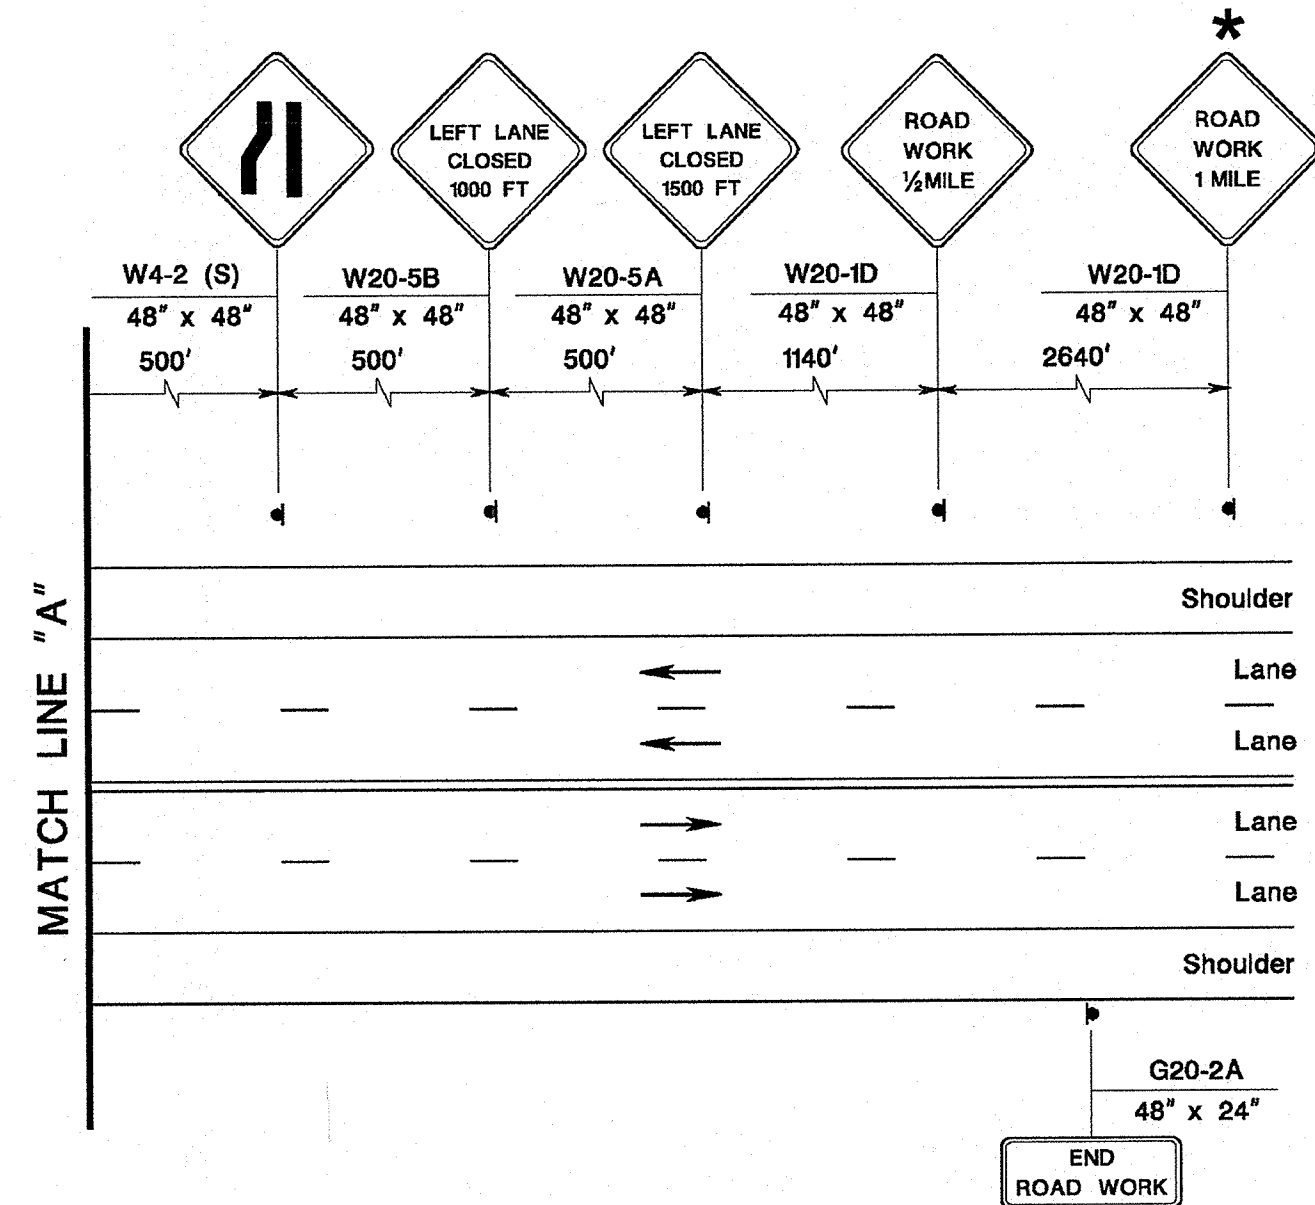 *
LEFT LANE
CLOSED
1000 FT
LEFT LANE
CLOSED
1500 FT
ROAD
WORK
½ MILE
ROAD
WORK
1 MILE
W4-2 (S)
48" x 48"
500'
W20-5B
48" x 48"
500'
W20-5A
48" x 48"
500'
W20-1D
48" x 48"
1140'
W20-1D
48" x 48"
2640'
MATCH LINE "A"
Shoulder
Lane
Lane
Lane
Lane
Shoulder
G20-2A
48" x 24"
END
ROAD WORK